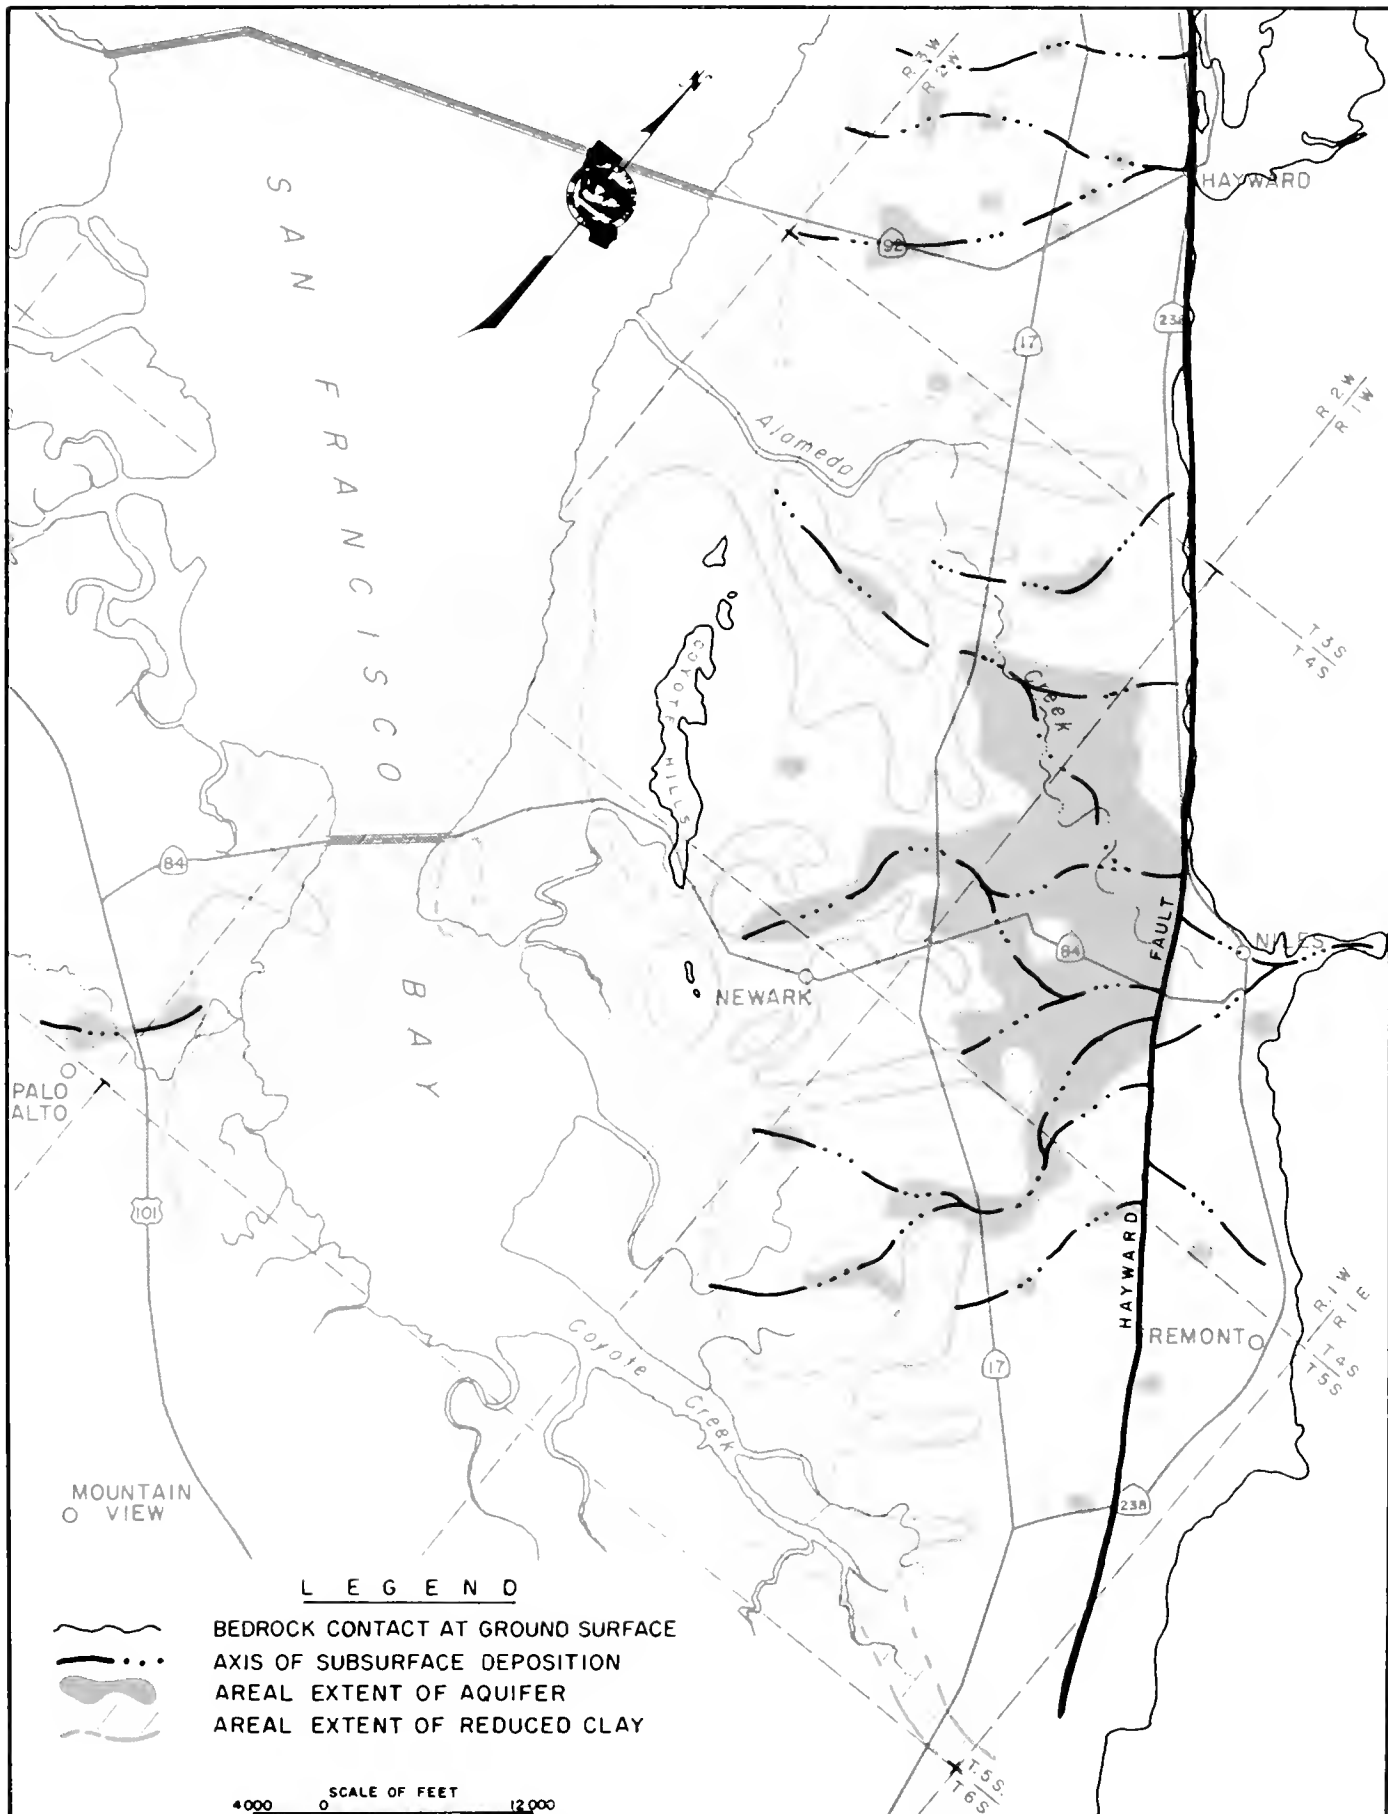 R 3 W
R 2 W
HAYWARD
SAN FRANCISCO BAY
92
17
238
Alameda
R 2 W
R 1 W
T 3 S
T 4 S
Creek
COYOTE HILLS
84
FAULT
84
NILES
NEWARK
PALO
ALTO
101
HAYWARD
R. 1 W
R 1 E
REMONT
T 4 S
T 5 S
17
Coyote
Creek
238
MOUNTAIN
VIEW
LEGEND
BEDROCK CONTACT AT GROUND SURFACE
AXIS OF SUBSURFACE DEPOSITION
AREAL EXTENT OF AQUIFER
AREAL EXTENT OF REDUCED CLAY
T. 5 S.
T 6 S
SCALE OF FEET
4000 0 12000